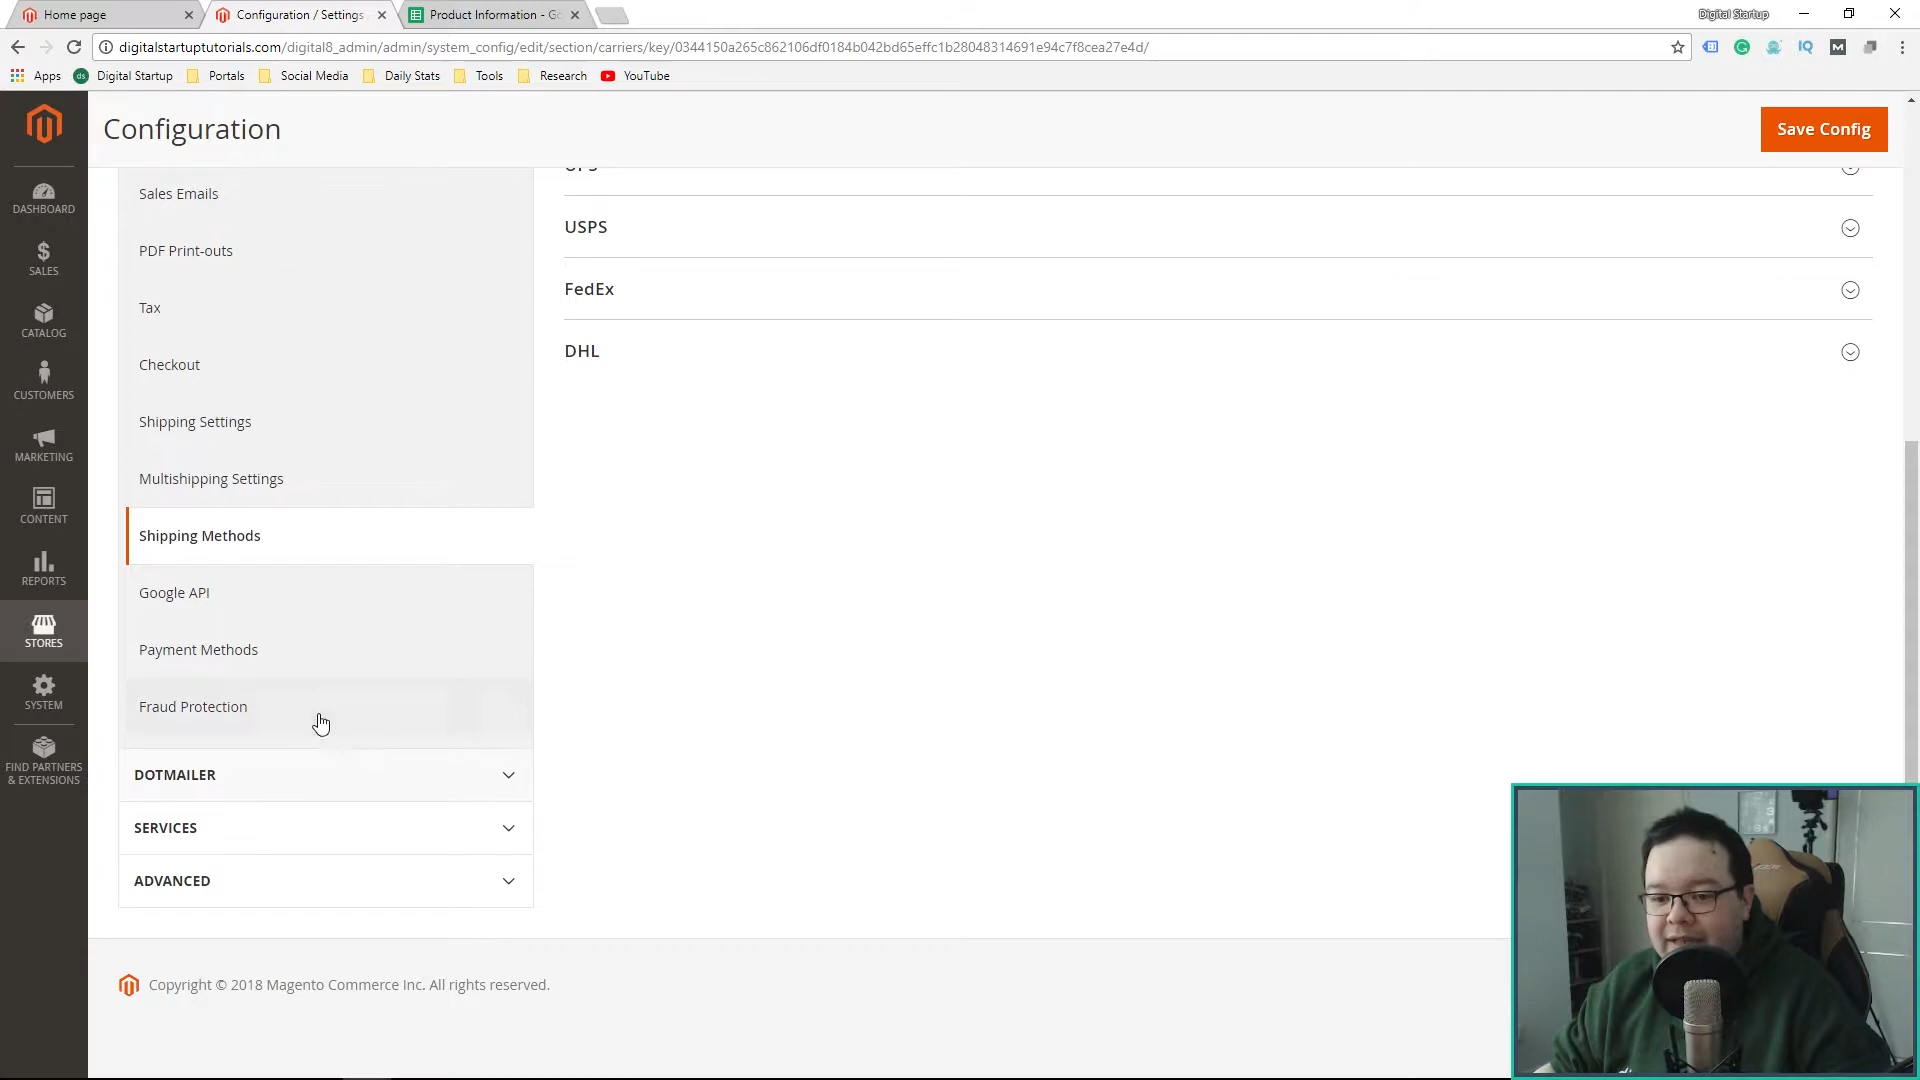 Home page
Configuration / Settings
Product Information - Go
Digital Startup
digitalstartuptutorials.com/digital8_admin/admin/system_config/edit/section/carriers/key/0344150a265c862106df0184b042bd65effc1b28048314691e94c7f8cea27e4d/
Apps
Digital Startup
Portals
Social Media
Daily Stats
Tools
Research
YouTube
Configuration
Save Config
DASHBOARD
SALES
CATALOG
CUSTOMERS
MARKETING
CONTENT
REPORTS
STORES
SYSTEM
FIND PARTNERS
& EXTENSIONS
Sales Emails
PDF Print-outs
Tax
Checkout
Shipping Settings
Multishipping Settings
Shipping Methods
Google API
Payment Methods
Fraud Protection
DOTMAILER
SERVICES
ADVANCED
UPS
USPS
FedEx
DHL
Copyright © 2018 Magento Commerce Inc. All rights reserved.